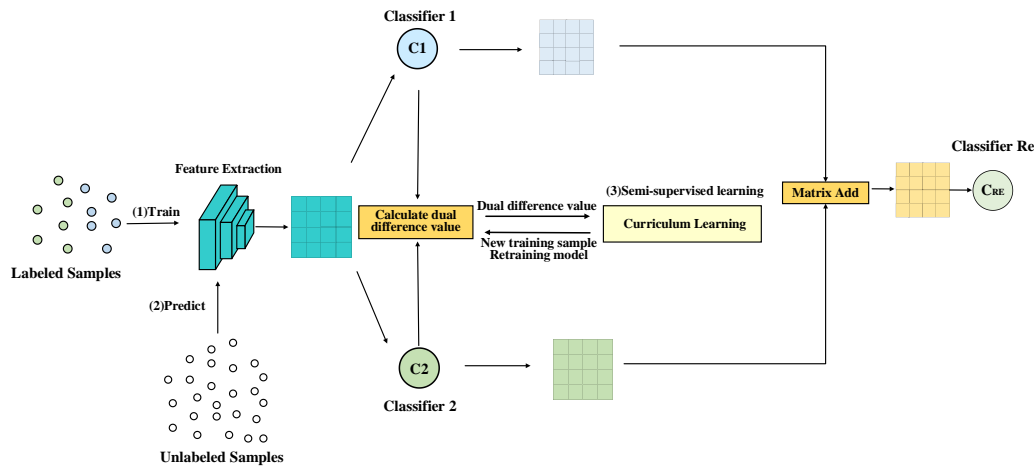 Classifier 1
C1
Classifier Re
Feature Extraction
(3)Semi-supervised learning
(1)Train
Dual difference value
Matrix Add
CRE
Calculate dual
difference value
Curriculum Learning
New training sample
Retraining model
Labeled Samples
(2)Predict
C2
Classifier 2
Unlabeled Samples